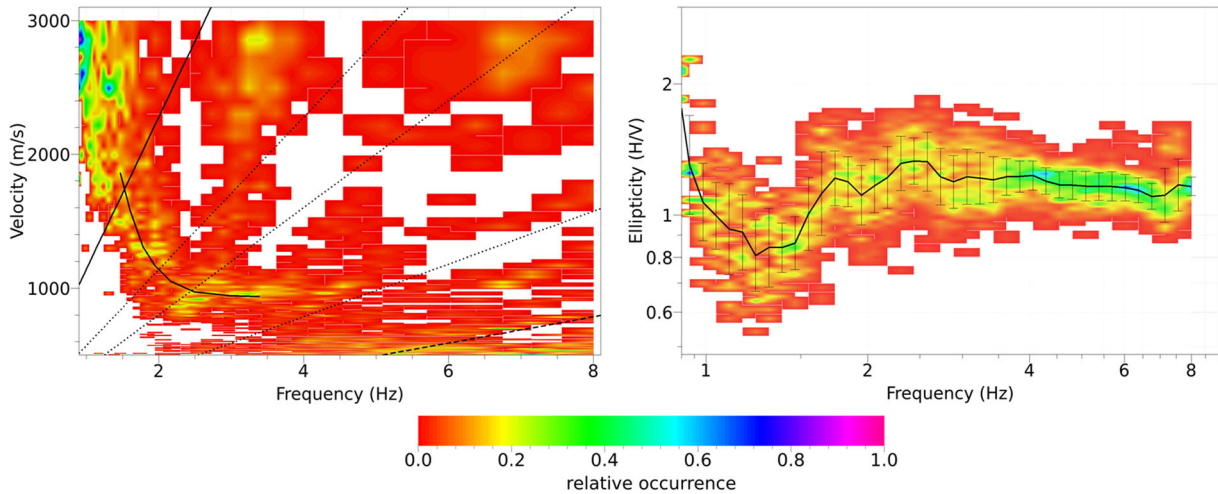 3000
2000
1000
Velocity (m/s)
2 4 6 8
Frequency (Hz)
2
1
0.8
0.6
Ellipticity (H/V)
1 2 4 6 8
Frequency (Hz)
0.0 0.2 0.4 0.6 0.8 1.0
relative occurrence